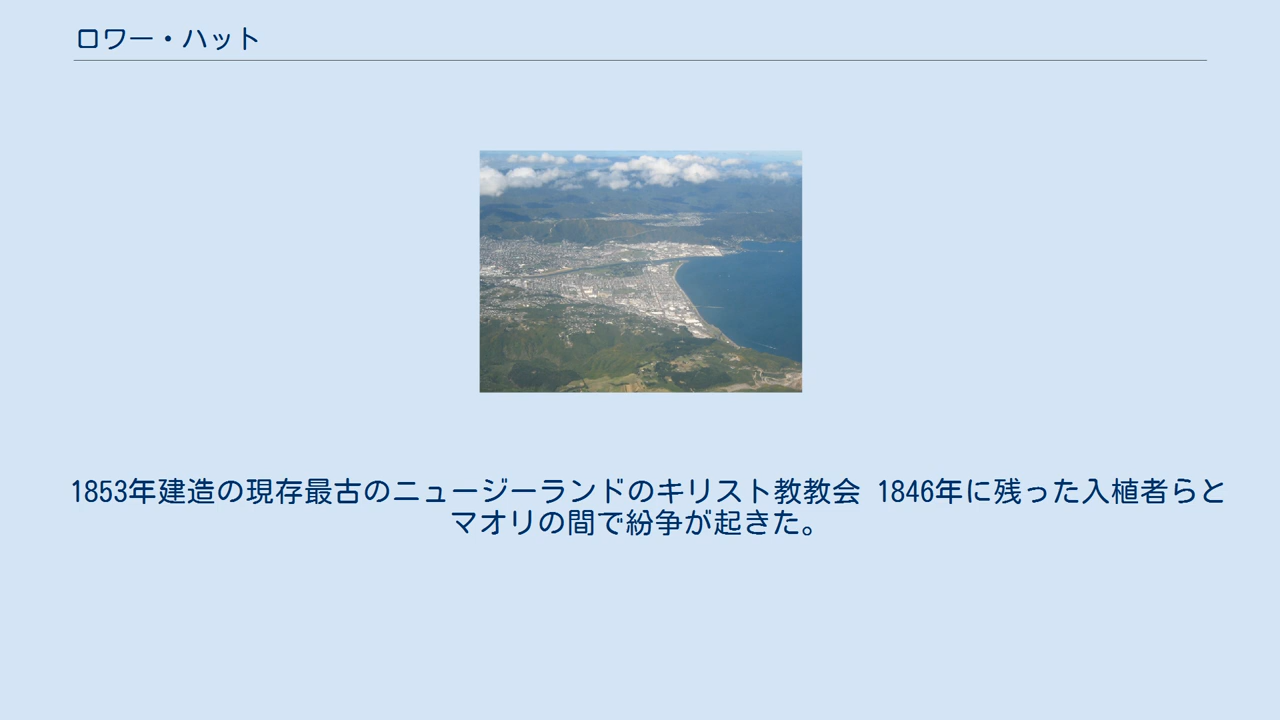 ロワー・ハット
1853年建造の現存最古のニュージーランドのキリスト教教会 1846年に残った入植者らと
マオリの間で紛争が起きた。